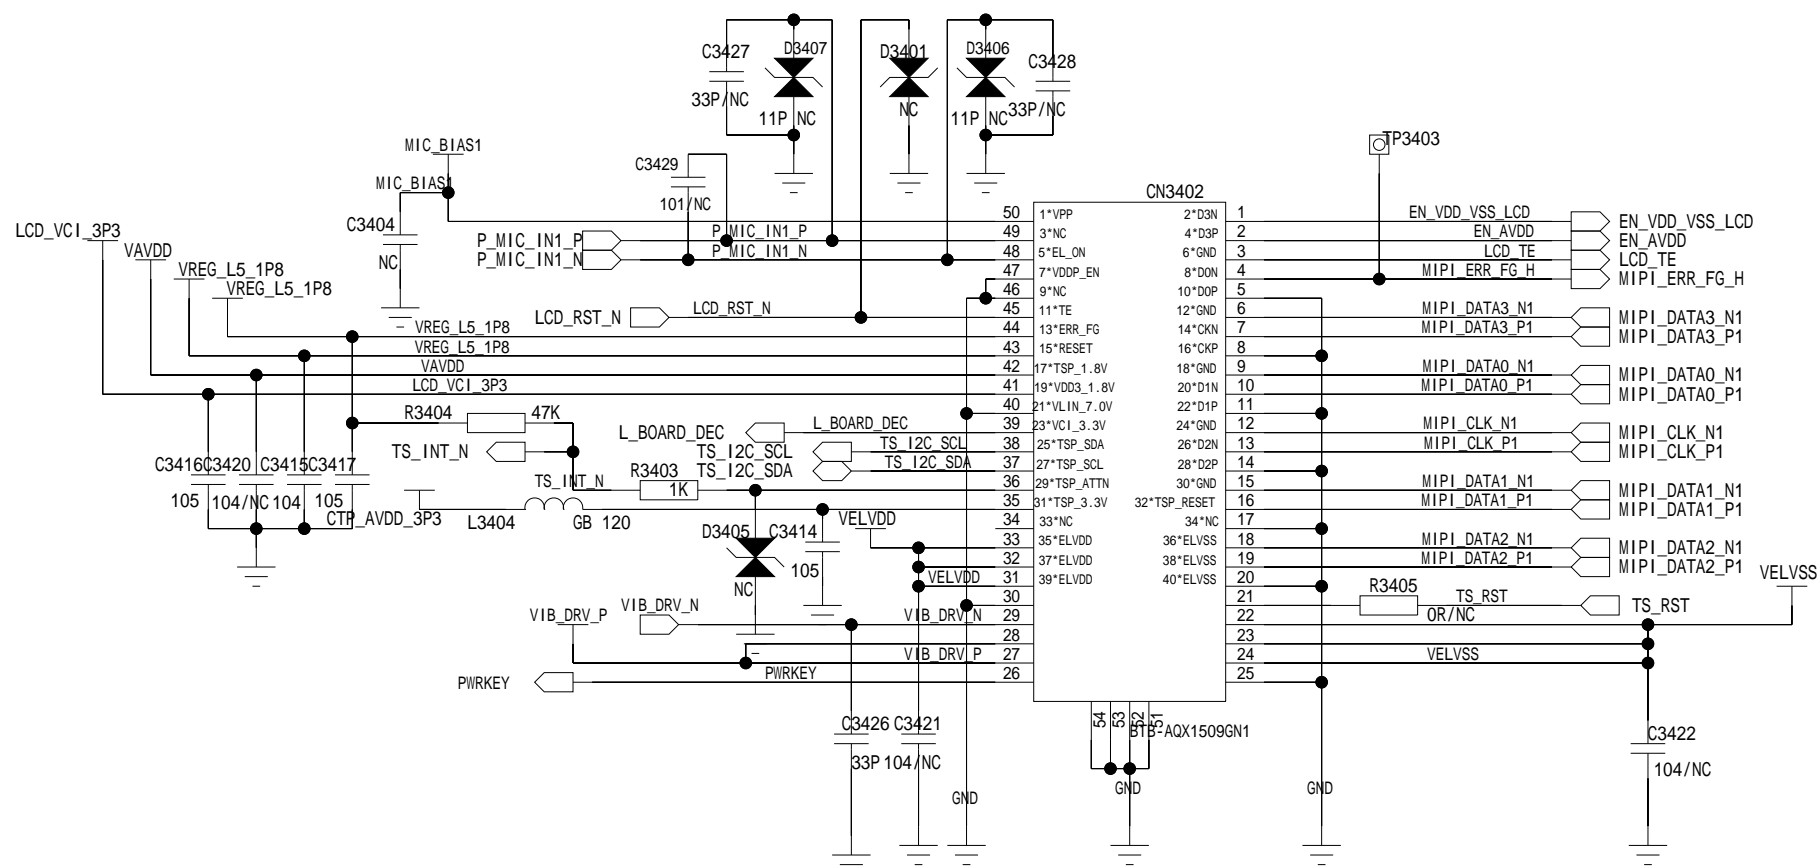 C3427
D3407
D3401
D3406
C3428
33P/NC
11P NC
NC
11P NC
33P/NC
TP3403
MIC_BIAS1
MIC_BIAS1
C3429
101/NC
CN3402
C3404
NC
LCD_VCI_3P3
VAVDD
VREG_L5_1P8
VREG_L5_1P8
P_MIC_IN1_P P_MIC_IN1_P
P_MIC_IN1_N P_MIC_IN1_N
LCD_RST_N LCD_RST_N
VREG_L5_1P8
VREG_L5_1P8
VAVDD
LCD_VCI_3P3
R3404 47K
L_BOARD_DEC L_BOARD_DEC
TS_INT_N
TS_I2C_SCL TS_I2C_SCL
TS_I2C_SDA TS_I2C_SDA
C3416 C3420 C3415 C3417
105 104/NC 104 105
TS_INT_N
R3403
1K
CTP_AVDD_3P3
L3404 GB 120
D3405
NC
C3414
105
VELVDD
VELVDD
VIB_DRV_N VIB_DRV_N
VIB_DRV_P VIB_DRV_P
PWRKEY PWRKEY
50 1*VPP 2*D3N 1 EN_VDD_VSS_LCD EN_VDD_VSS_LCD
49 3*NC 4*D3P 2 EN_AVDD EN_AVDD
48 5*EL_ON 6*GND 3 LCD_TE LCD_TE
47 7*VDDP_EN 8*DON 4 MIPI_ERR_FG_H MIPI_ERR_FG_H
46 9*NC 10*D0P 5
45 11*TE 12*GND 6 MIPI_DATA3_N1 MIPI_DATA3_N1
44 13*ERR_FG 14*CKN 7 MIPI_DATA3_P1 MIPI_DATA3_P1
43 15*RESET 16*CKP 8
42 17*TSP_1.8V 18*GND 9 MIPI_DATA0_N1 MIPI_DATA0_N1
41 19*VDD3_1.8V 20*D1N 10 MIPI_DATA0_P1 MIPI_DATA0_P1
40 21*VLIN_7.0V 22*D1P 11
39 23*VCI_3.3V 24*GND 12 MIPI_CLK_N1 MIPI_CLK_N1
38 25*TSP_SDA 26*D2N 13 MIPI_CLK_P1 MIPI_CLK_P1
37 27*TSP_SCL 28*D2P 14
36 29*TSP_ATTN 30*GND 15 MIPI_DATA1_N1 MIPI_DATA1_N1
35 31*TSP_3.3V 32*TSP_RESET 16 MIPI_DATA1_P1 MIPI_DATA1_P1
34 33*NC 34*NC 17
33 35*ELVDD 36*ELVSS 18 MIPI_DATA2_N1 MIPI_DATA2_N1
32 37*ELVDD 38*ELVSS 19 MIPI_DATA2_P1 MIPI_DATA2_P1
31 39*ELVDD 40*ELVSS 20
30 21 R3405 TS_RST TS_RST
0R/NC
29 22
28 23
27 24 VELVSS
26 25
VELVSS
54 53 52 51
BTB-AQX1509GN1
C3426 C3421
33P 104/NC
C3422
104/NC
GND
GND
GND